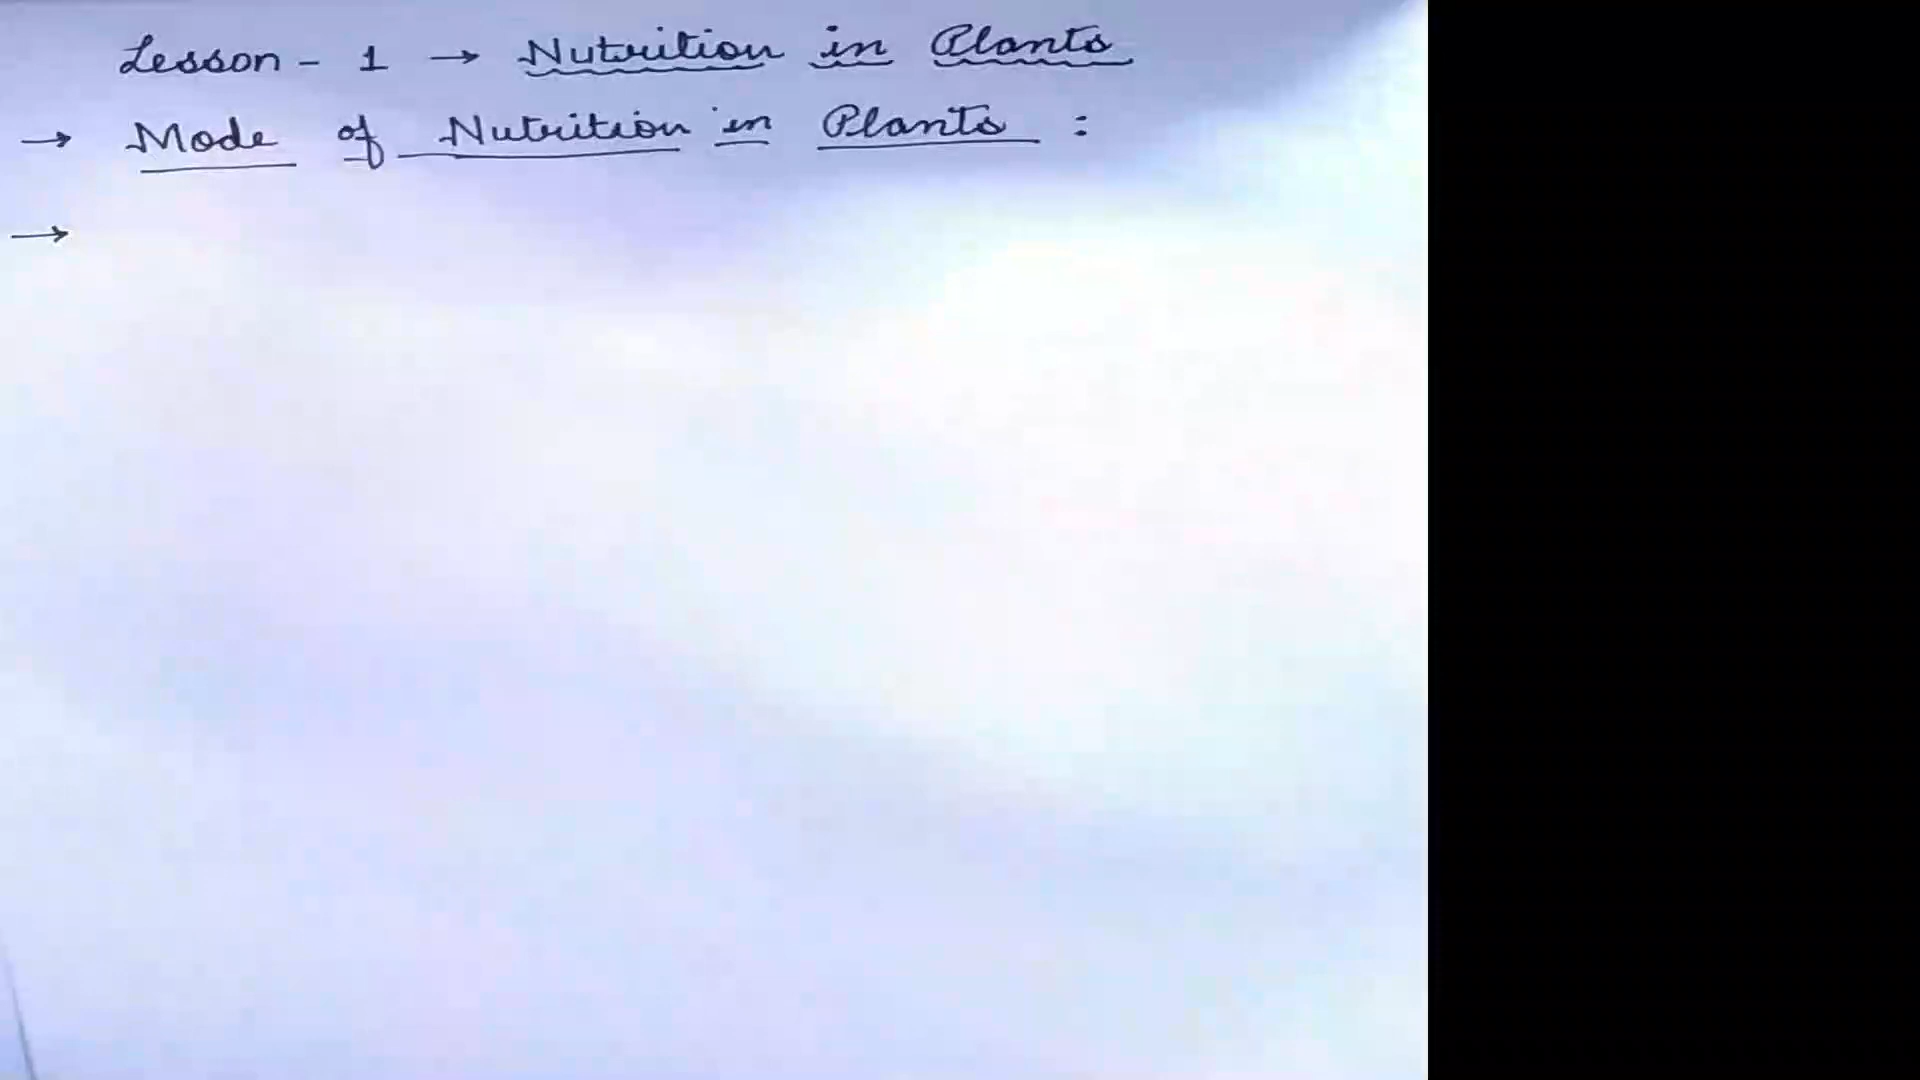 Lesson - 1 → Nutrition in Plants
→ Mode of Nutrition in Plants :
→